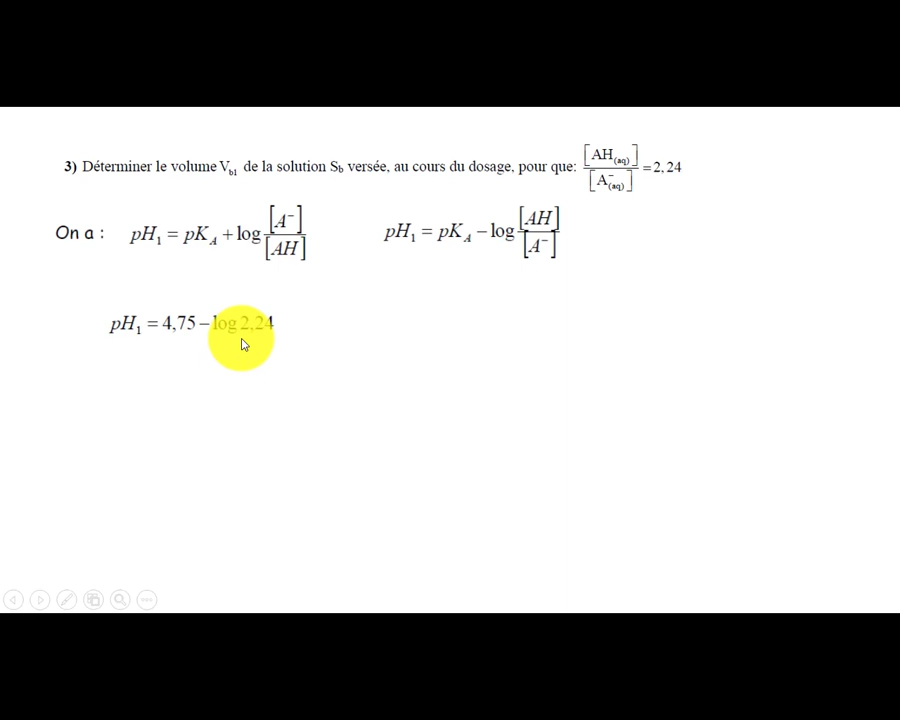 3) Déterminer le volume V_b1 de la solution S_b versée, au cours du dosage, pour que: [AH(aq)] / [A⁻(aq)] = 2,24
On a : pH₁ = pK_A + log [A⁻] / [AH] pH₁ = pK_A − log [AH] / [A⁻]
pH₁ = 4,75 − log 2,24